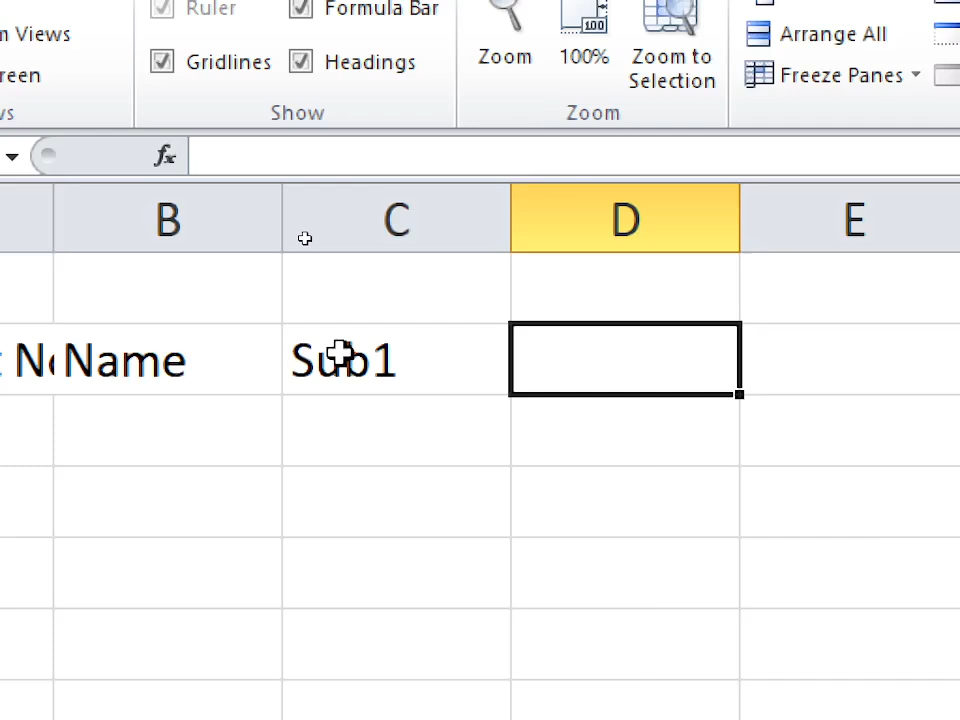 Views
Ruler
Formula Bar
Gridlines
Headings
Show
Zoom
100%
Zoom to
Selection
Zoom
100
Arrange All
Freeze Panes
fx
B C D E
Name Sub1